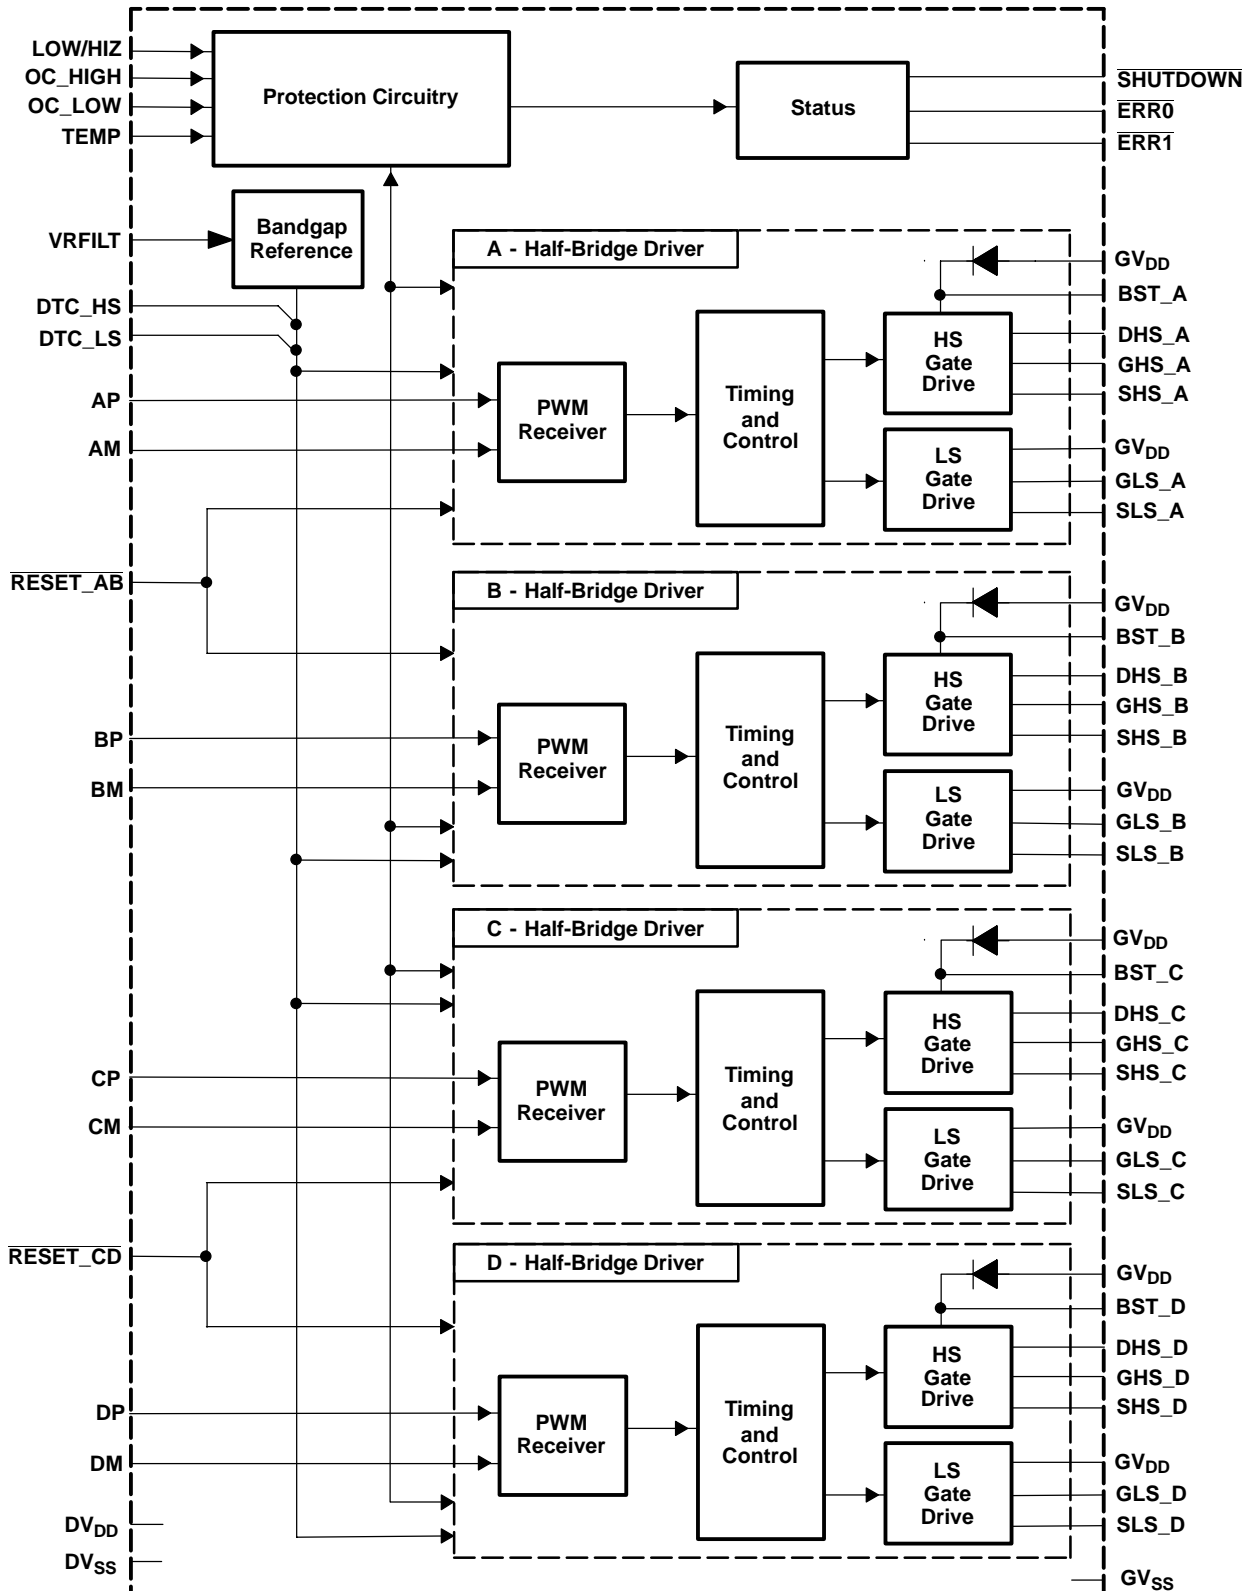 LOW/HIZ
OC_HIGH
OC_LOW
TEMP
Protection Circuitry
Status
SHUTDOWN
ERR0
ERR1
VRFILT
Bandgap
Reference
DTC_HS
DTC_LS
A - Half-Bridge Driver
AP
AM
PWM
Receiver
Timing
and
Control
HS
Gate
Drive
LS
Gate
Drive
GVDD
BST_A
DHS_A
GHS_A
SHS_A
GVDD
GLS_A
SLS_A
RESET_AB
B - Half-Bridge Driver
BP
BM
PWM
Receiver
Timing
and
Control
HS
Gate
Drive
LS
Gate
Drive
GVDD
BST_B
DHS_B
GHS_B
SHS_B
GVDD
GLS_B
SLS_B
C - Half-Bridge Driver
CP
CM
PWM
Receiver
Timing
and
Control
HS
Gate
Drive
LS
Gate
Drive
GVDD
BST_C
DHS_C
GHS_C
SHS_C
GVDD
GLS_C
SLS_C
RESET_CD
D - Half-Bridge Driver
DP
DM
PWM
Receiver
Timing
and
Control
HS
Gate
Drive
LS
Gate
Drive
GVDD
BST_D
DHS_D
GHS_D
SHS_D
GVDD
GLS_D
SLS_D
DVDD
DVSS
GVSS